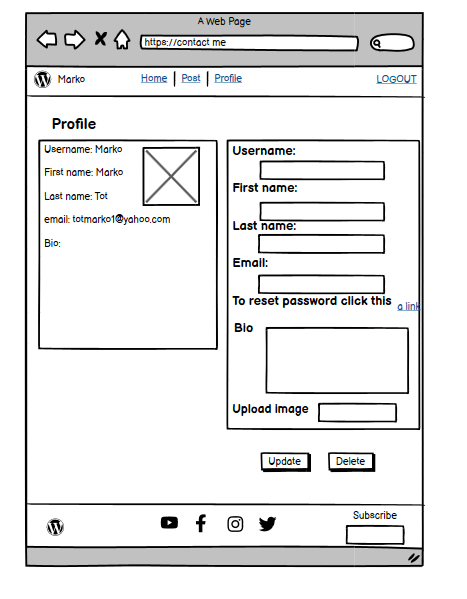 A Web Page
https://contact me
Marko
Home
Post
Profile
LOGOUT
Profile
Username: Marko
First name: Marko
Last name: Tot
email: totmarko1@yahoo.com
Bio:
Username:
First name:
Last name:
Email:
To reset password click this a link
Bio
Upload image
Update
Delete
Subscribe